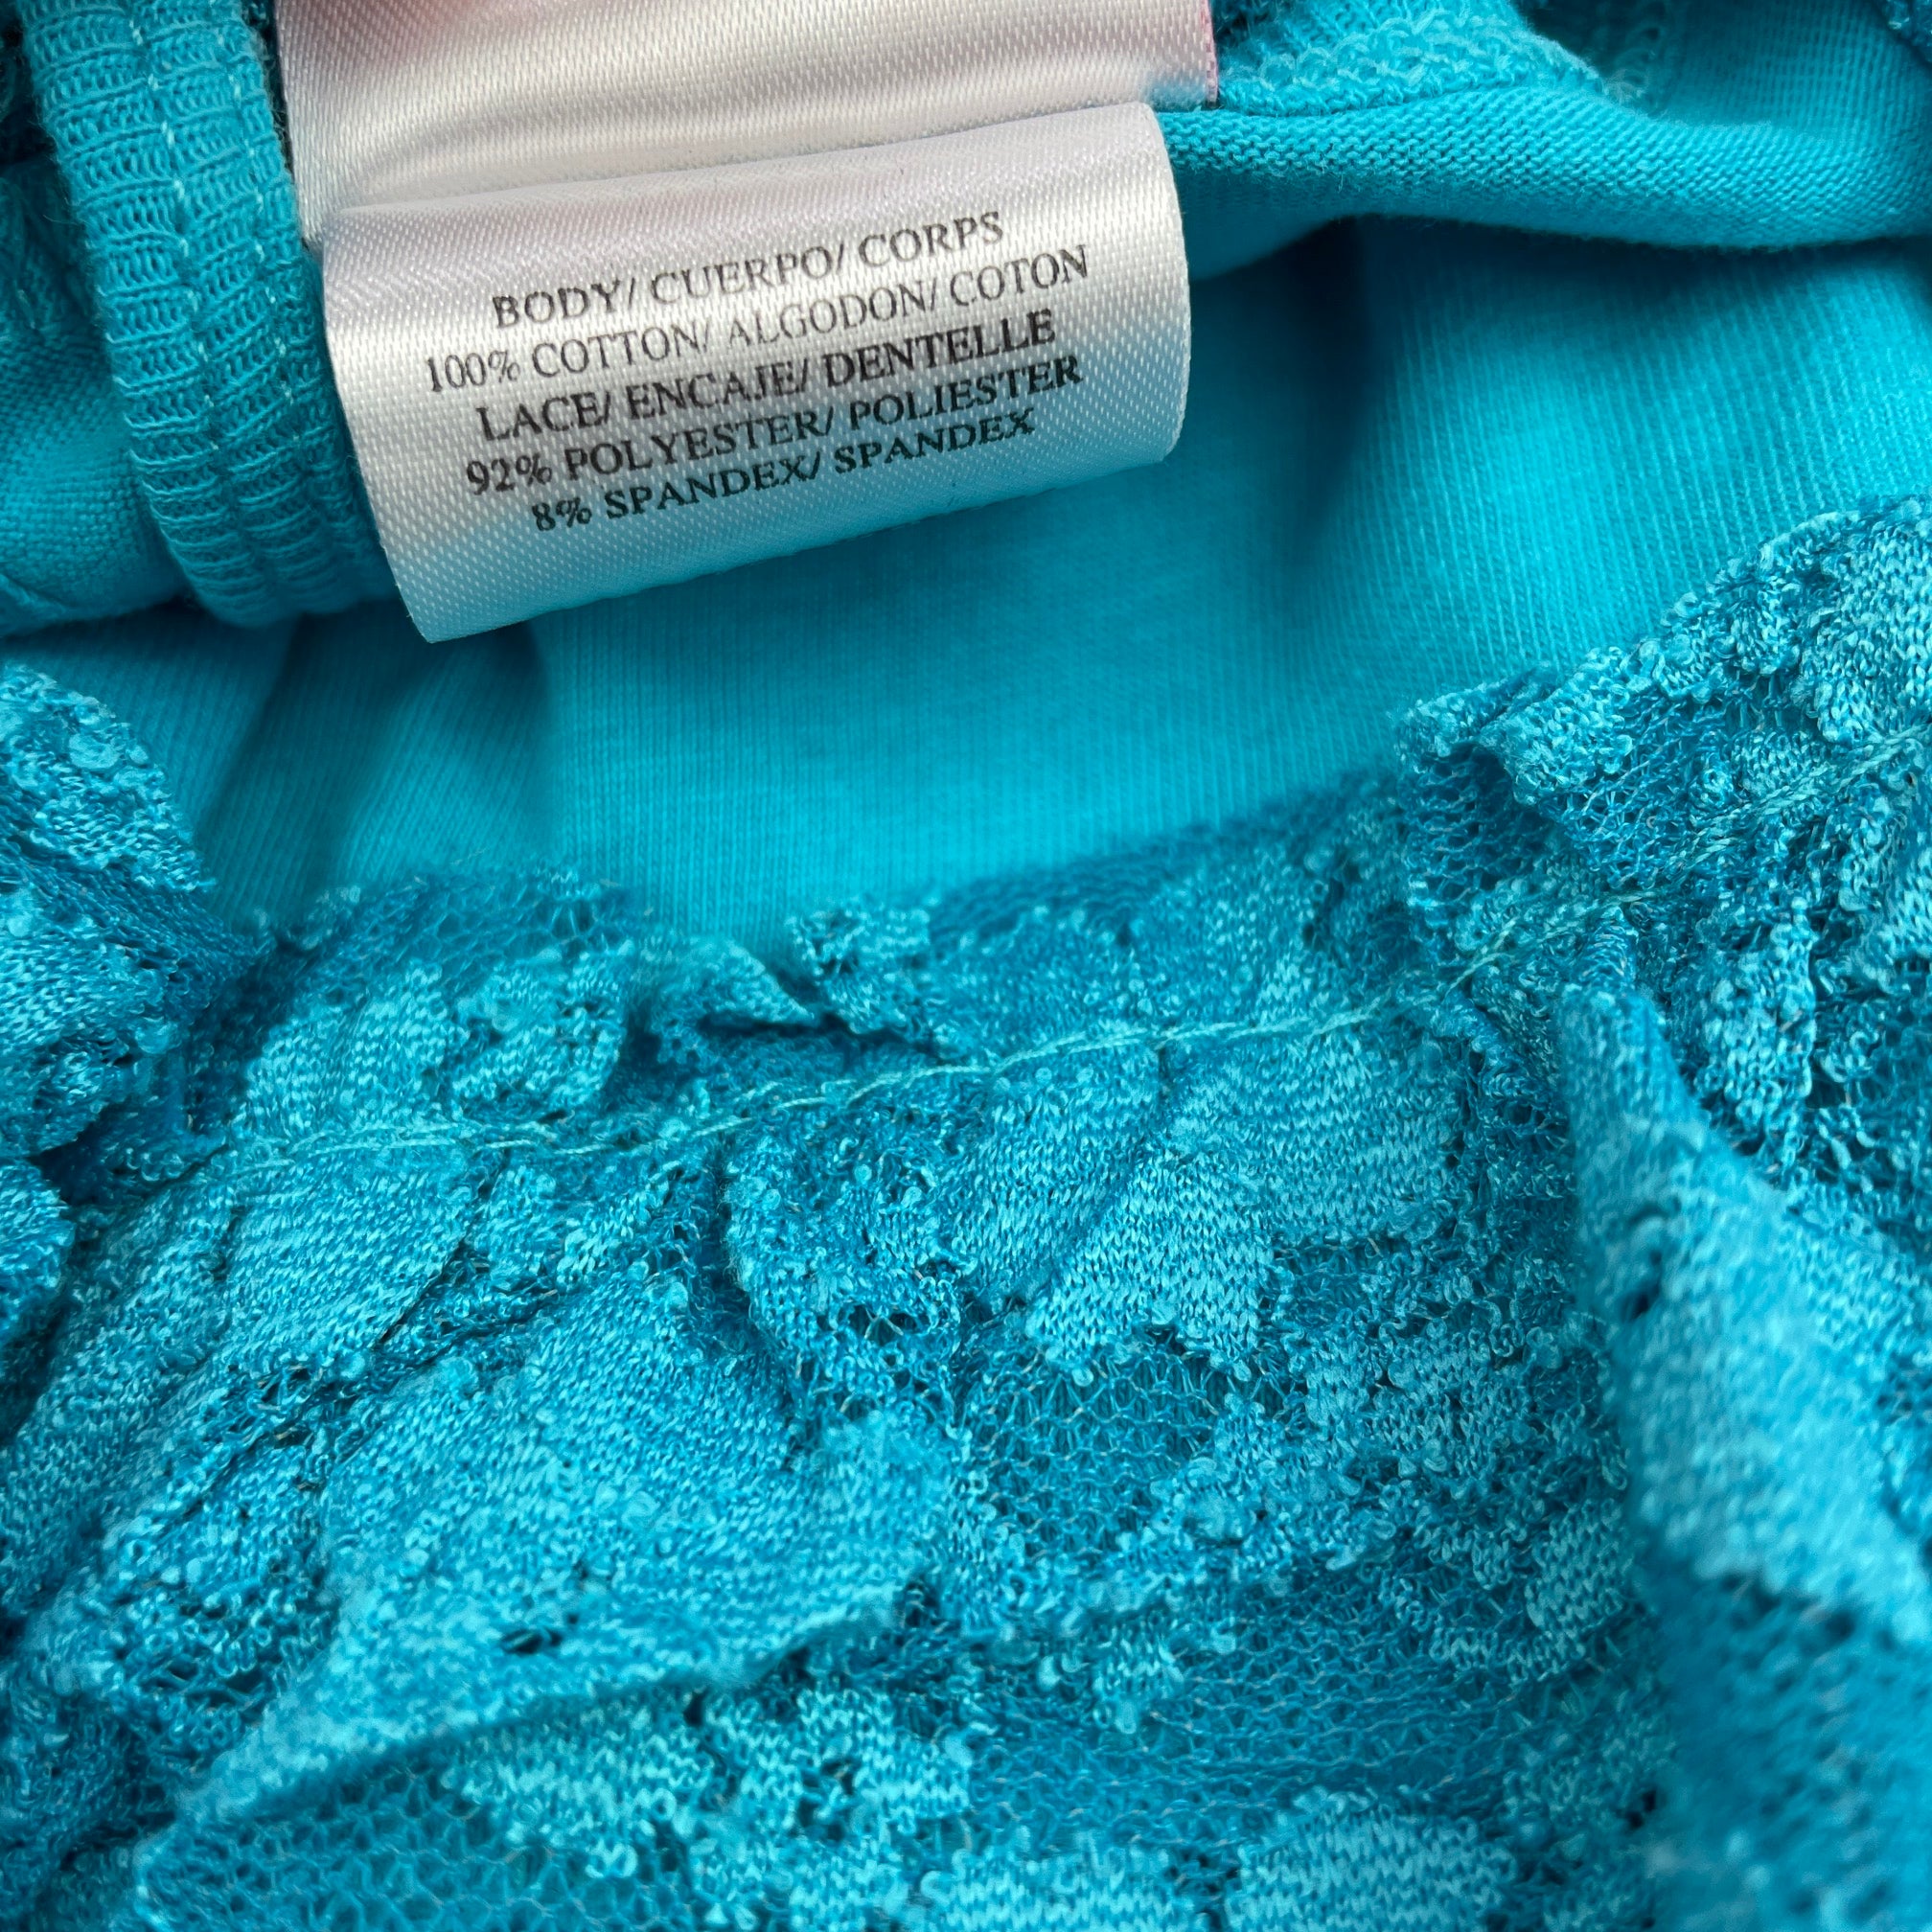 BODY/ CUERPO/ CORPS
100% COTTON/ ALGODON/ COTON
LACE/ ENCAJE/ DENTELLE
92% POLYESTER/ POLIESTER
8% SPANDEX/ SPANDEX